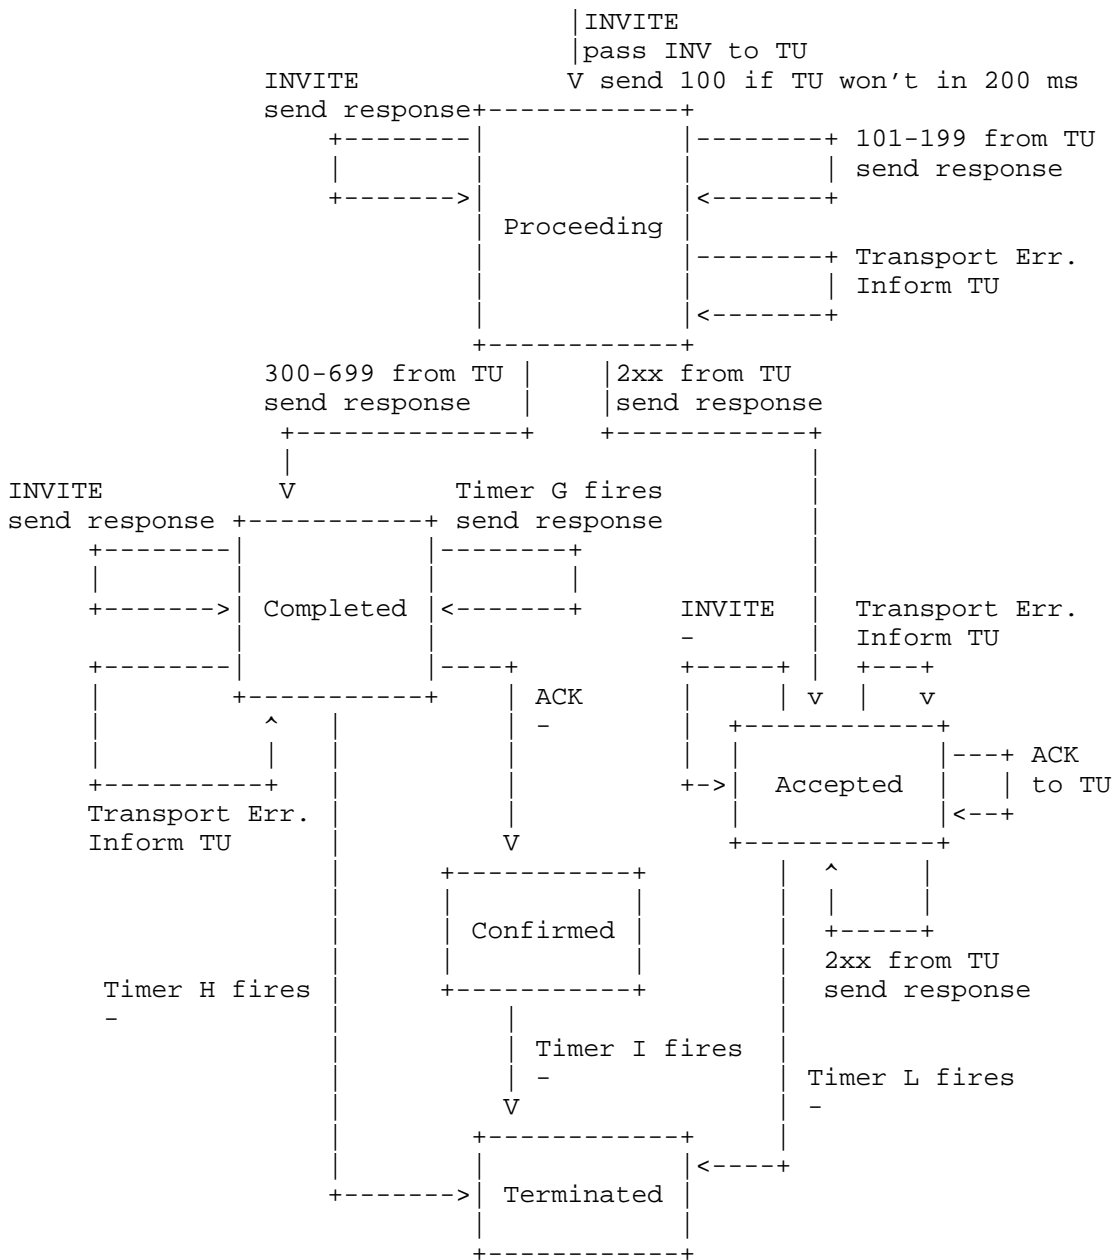 INVITE
pass INV to TU
INVITE
send 100 if TU won't in 200 ms
send response
101-199 from TU
send response
Proceeding
Transport Err.
Inform TU
300-699 from TU
2xx from TU
send response
send response
INVITE
Timer G fires
send response
send response
Completed
INVITE
-
Transport Err.
Inform TU
ACK
-
ACK
to TU
Accepted
Transport Err.
Inform TU
Confirmed
2xx from TU
send response
Timer H fires
-
Timer I fires
-
Timer L fires
-
Terminated